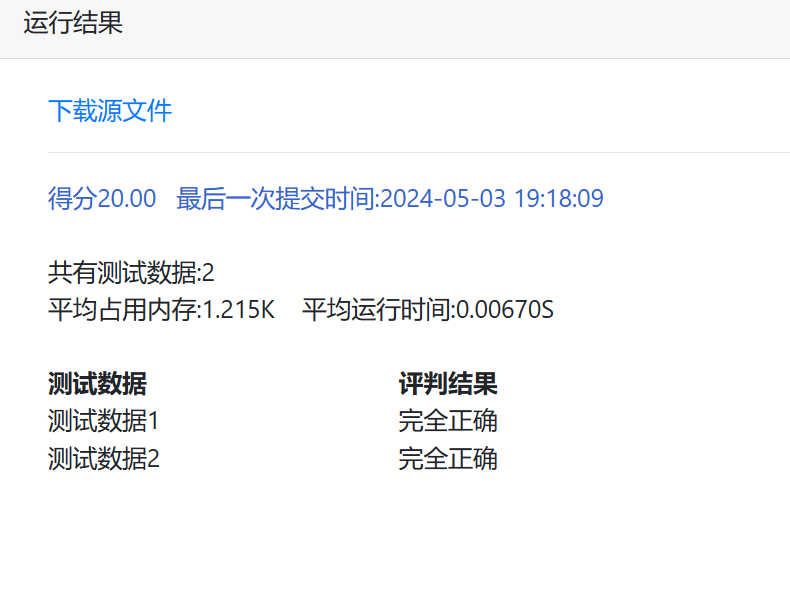 运行结果
下载源文件
得分20.00 最后一次提交时间:2024-05-03 19:18:09
共有测试数据:2
平均占用内存:1.215K 平均运行时间:0.00670S
测试数据 评判结果
测试数据1 完全正确
测试数据2 完全正确